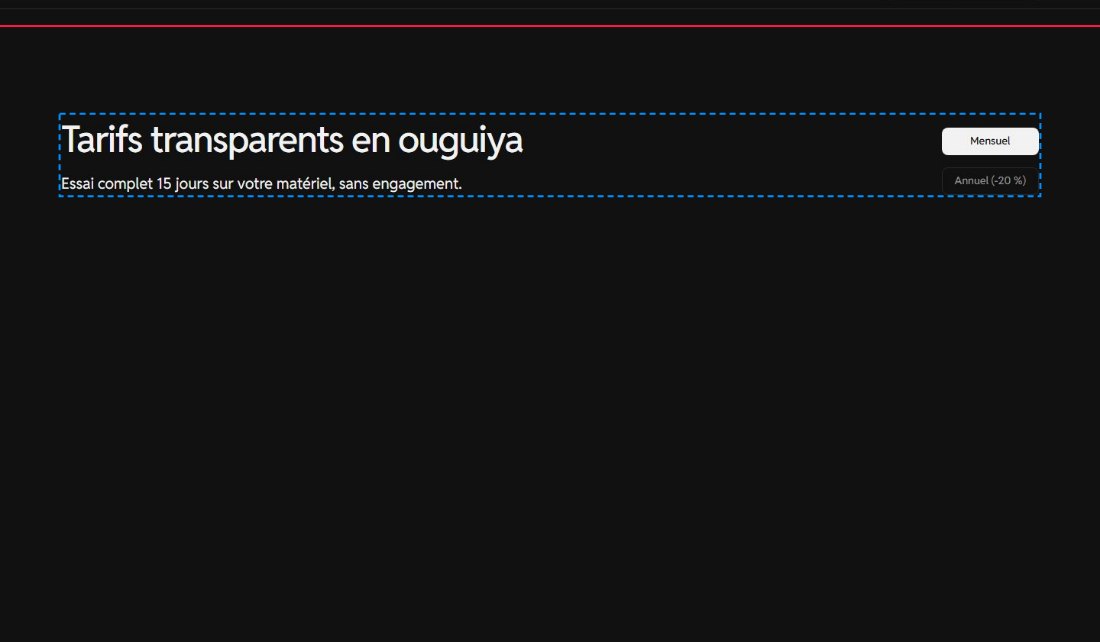 Tarifs transparents en ouguiya
Mensuel
Essai complet 15 jours sur votre matériel, sans engagement.
Annuel (-20 %)